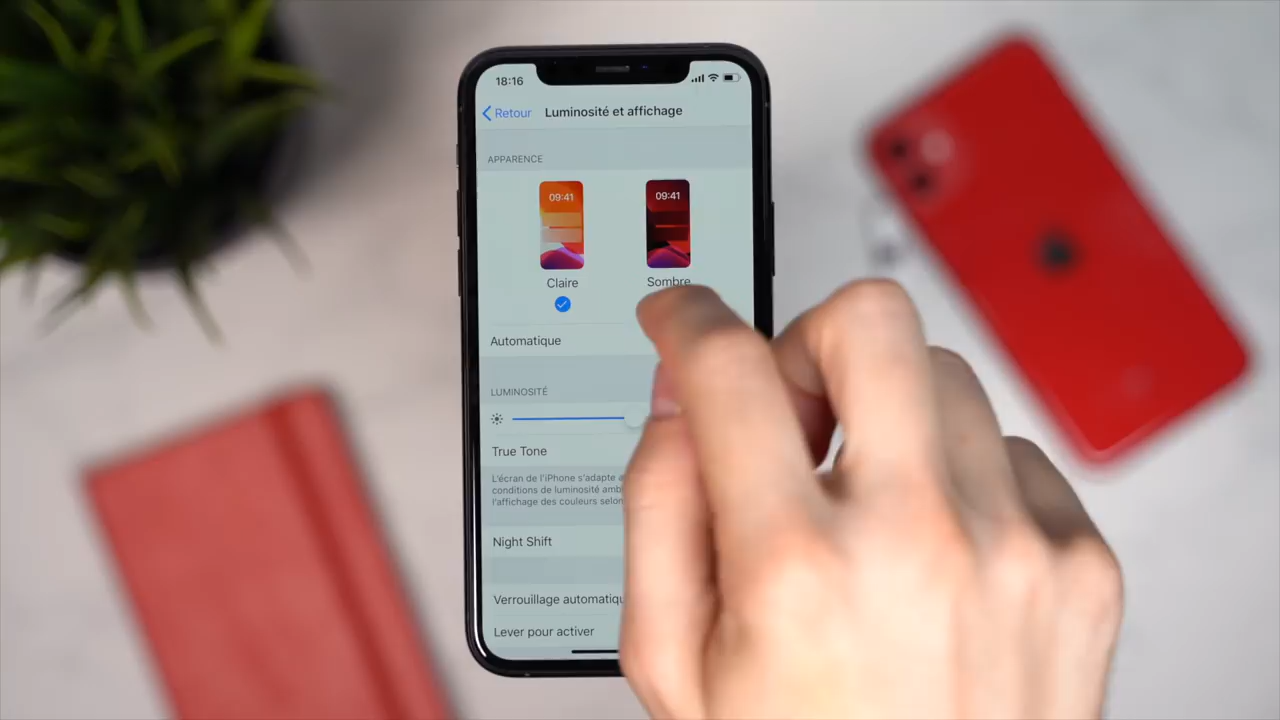 18:16
Retour
Luminosité et affichage
APPARENCE
09:41
09:41
Claire
Sombre
Automatique
LUMINOSITÉ
True Tone
L'écran de l'iPhone s'adapte
conditions de luminosité
l'affichage des couleurs selon
Night Shift
Verrouillage
Lever pour activer